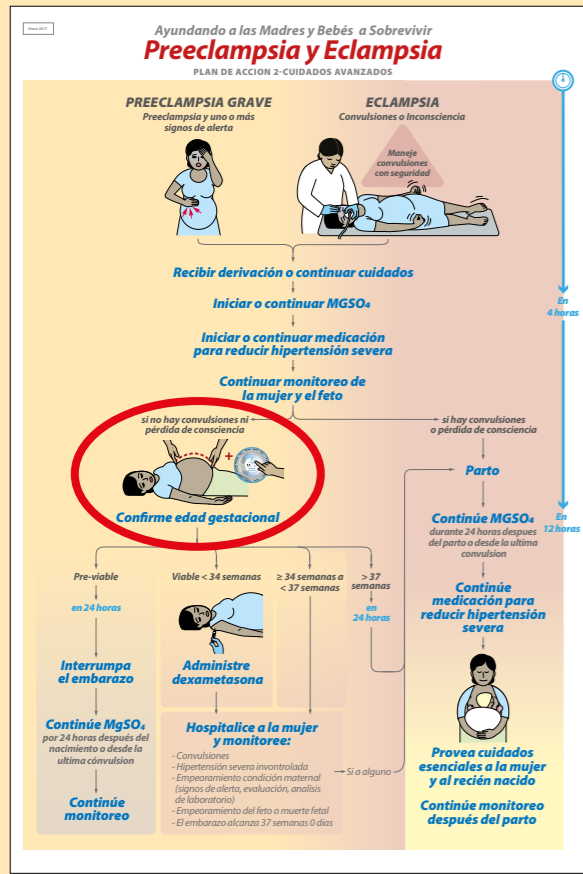 Enero 2017
Ayundando a las Madres y Bebés a Sobrevivir
Preeclampsia y Eclampsia
PLAN DE ACCION 2-CUIDADOS AVANZADOS
PREECLAMPSIA GRAVE
Preeclampsia y uno o más
signos de alerta
ECLAMPSIA
Convulsiones o Inconsciencia
Maneje
convulsiones
con seguridad
Recibir derivación o continuar cuidados
Iniciar o continuar MGSO₄
Iniciar o continuar medicación
para reducir hipertensión severa
Continuar monitoreo de
la mujer y el feto
En
4 horas
si no hay convulsiones ni
pérdida de consciencia
+
Confirme edad gestacional
si hay convulsiones
o pérdida de consciencia
Parto
Continúe MGSO₄
durante 24 horas despues
del parto o desde la ultima
convulsion
En
12 horas
Continúe
medicación para
reducir hipertensión
severa
Provea cuidados
esenciales a la mujer
y al recién nacido
Continúe monitoreo
después del parto
Pre-viable
en 24 horas
Interrumpa
el embarazo
Continúe MgSO₄
por 24 horas después del
nacimiento o desde la
ultima cónvulsion
Continúe
monitoreo
Viable < 34 semanas
Administre
dexametasona
≥ 34 semanas a
< 37 semanas
> 37
semanas
en
24 horas
Hospitalice a la mujer
y monitoree:
- Convulsiones
- Hipertensión severa invontrolada
- Empeoramiento condición maternal
(signos de alerta, evaluación, analisis
de laboratorio)
- Empeoramiento del feto o muerte fetal
- El embarazo alcanza 37 semanas 0 dias
Si a alguno